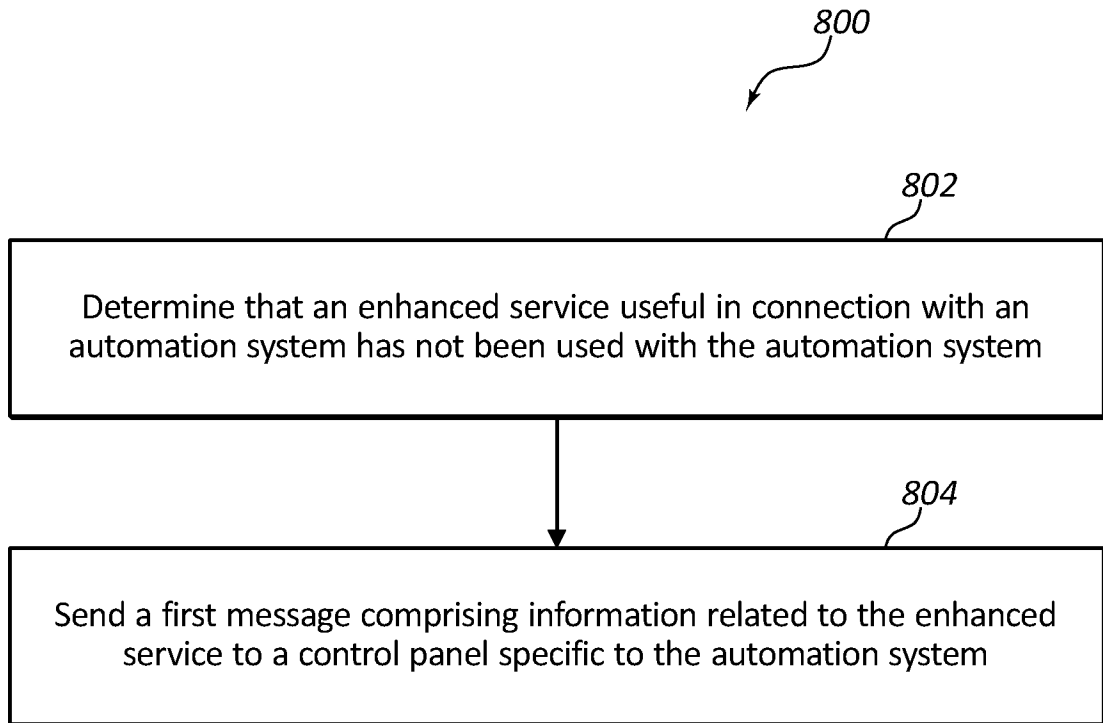 800
802
Determine that an enhanced service useful in connection with an
automation system has not been used with the automation system
804
Send a first message comprising information related to the enhanced
service to a control panel specific to the automation system